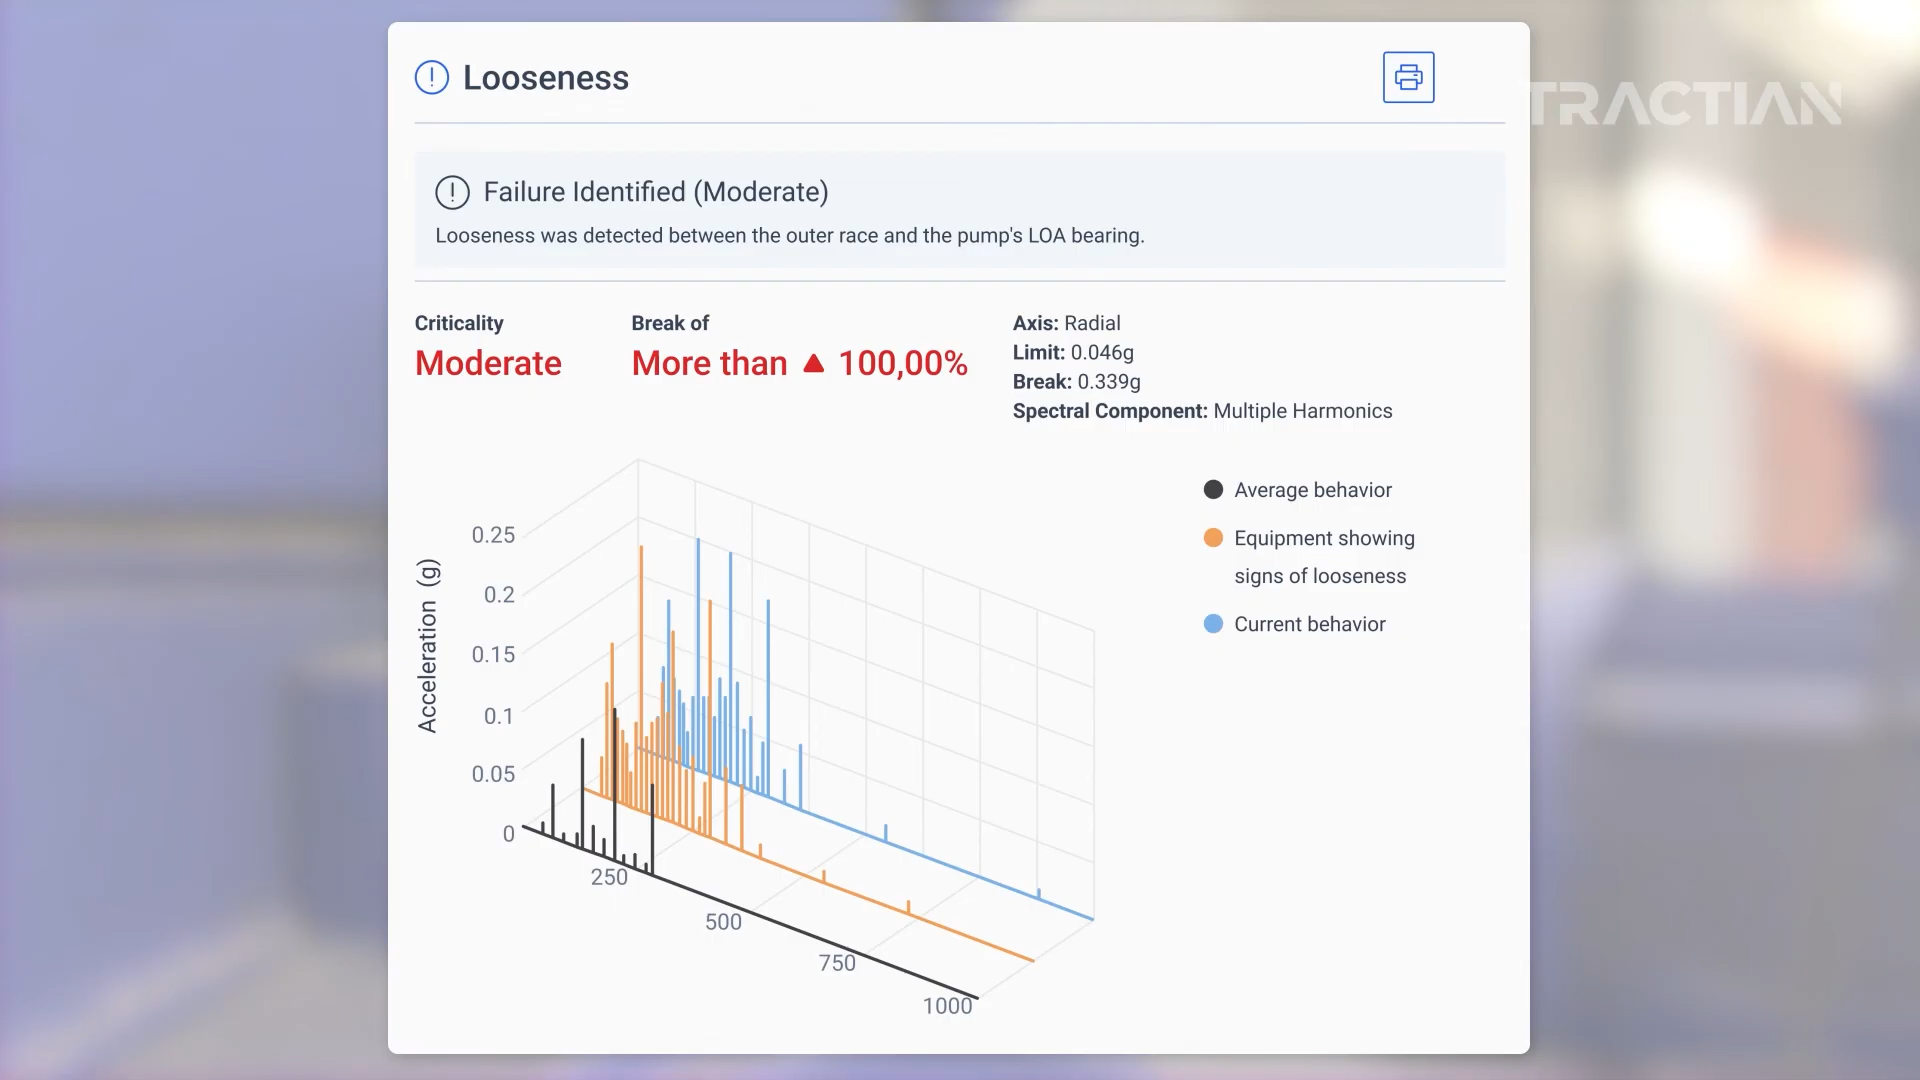 Looseness
TRACTIAN
Failure Identified (Moderate)
Looseness was detected between the outer race and the pump's LOA bearing.
Criticality
Moderate
Break of
More than ▲ 100,00%
Axis: Radial
Limit: 0.046g
Break: 0.339g
Spectral Component: Multiple Harmonics
Average behavior
Equipment showing
signs of looseness
Current behavior
Acceleration (g)
0.25
0.2
0.15
0.1
0.05
0
250
500
750
1000